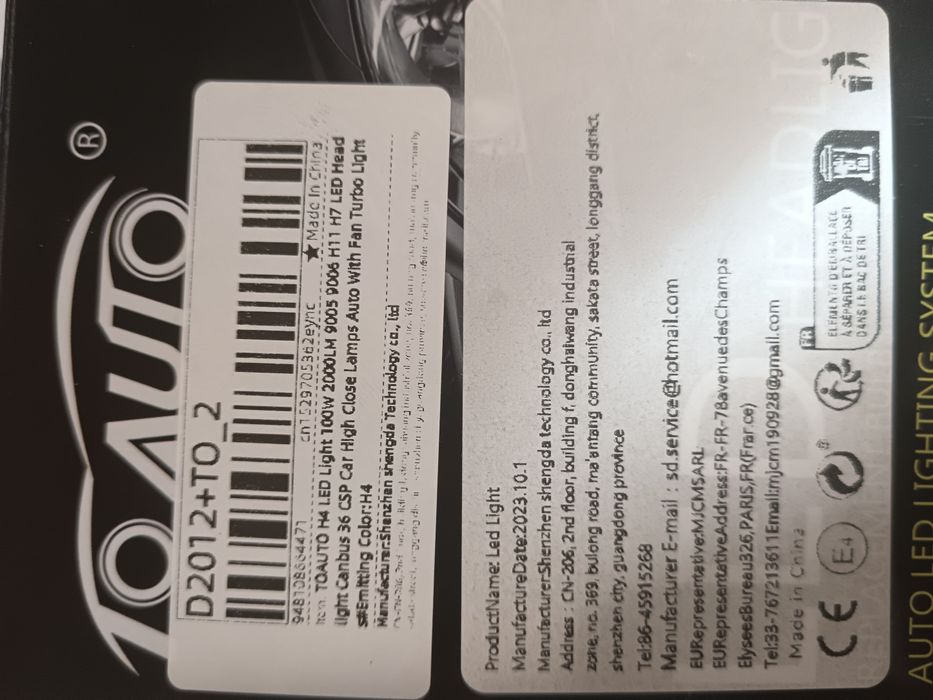 TOAUTO®
D2012+TO_2
948108664471
cn1529705362eync ★ Made In China
Item: TOAUTO H4 LED Light 100W 2000LM 9005 9006 H11 H7 LED Head
light Canbus 36 CSP Car High Close Lamps Auto With Fan Turbo Light
S#Emitting Color:H4
Manufacturer:Shenzhen shengda Technology co., ltd
ProductName: Led Light
ManufactureDate:2023.10.1
Manufacturer:Shenzhen shengda technology co., ltd
Address : CN-206, 2nd floor, building f, donghaiwang industrial
zone, no. 369, bulong road, ma'antang community, sakata street, longgang district,
shenzhen city, guangdong province
Tel:86-45915268
Manufacturer E-mail : sd.service@hotmail.com
EURepresentative:MJCMSARL
EURepresentativeAddress:FR-FR-78avenuedesChamps
ElyseesBureau326,PARIS,FR(France)
Tel:33-767213611Email:mjcm190928@gmail.com
Made in China
CE E4
FR
ÉLÉMENTS D'EMBALLAGE
À SÉPARER ET À DÉPOSER
DANS LE BAC DE TRI
AUTO LED LIGHTING SYSTEM